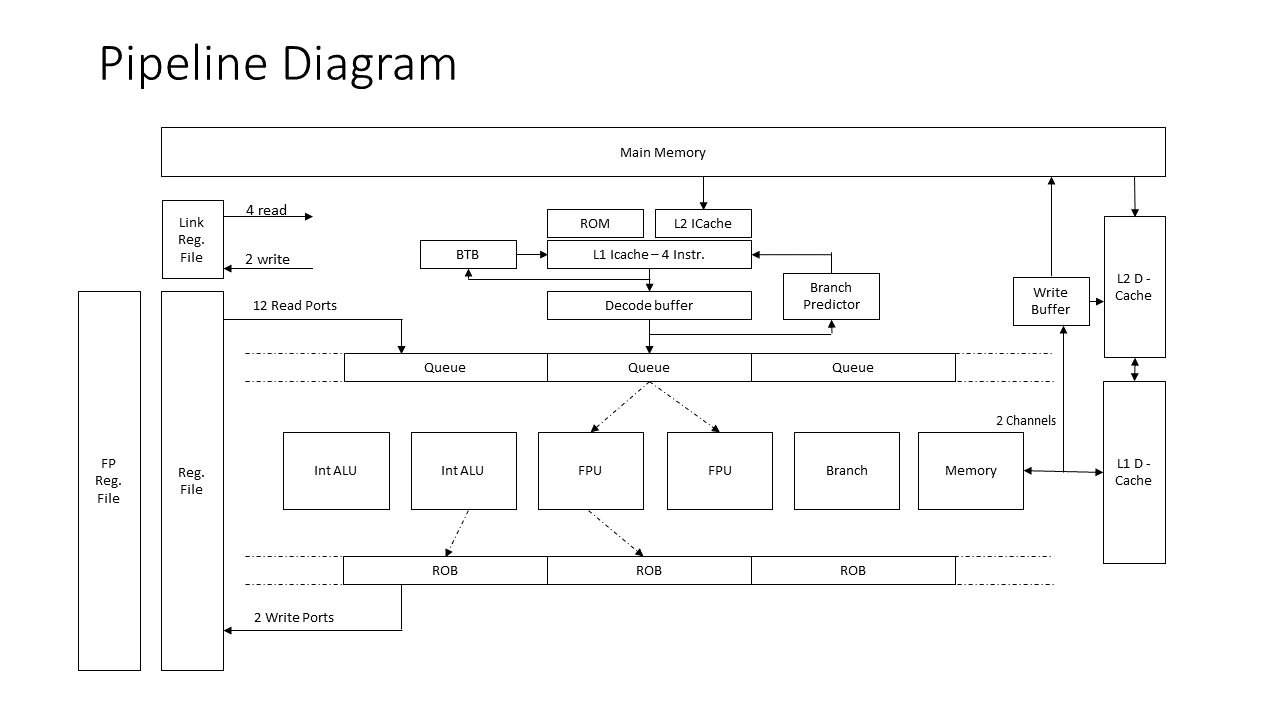 Pipeline Diagram
Main Memory
Link
Reg.
File
4 read
2 write
ROM
L2 ICache
BTB
L1 Icache – 4 Instr.
Branch
Predictor
Decode buffer
Write
Buffer
L2 D -
Cache
12 Read Ports
Queue
Queue
Queue
2 Channels
FP
Reg.
File
Reg.
File
Int ALU
Int ALU
FPU
FPU
Branch
Memory
L1 D -
Cache
ROB
ROB
ROB
2 Write Ports